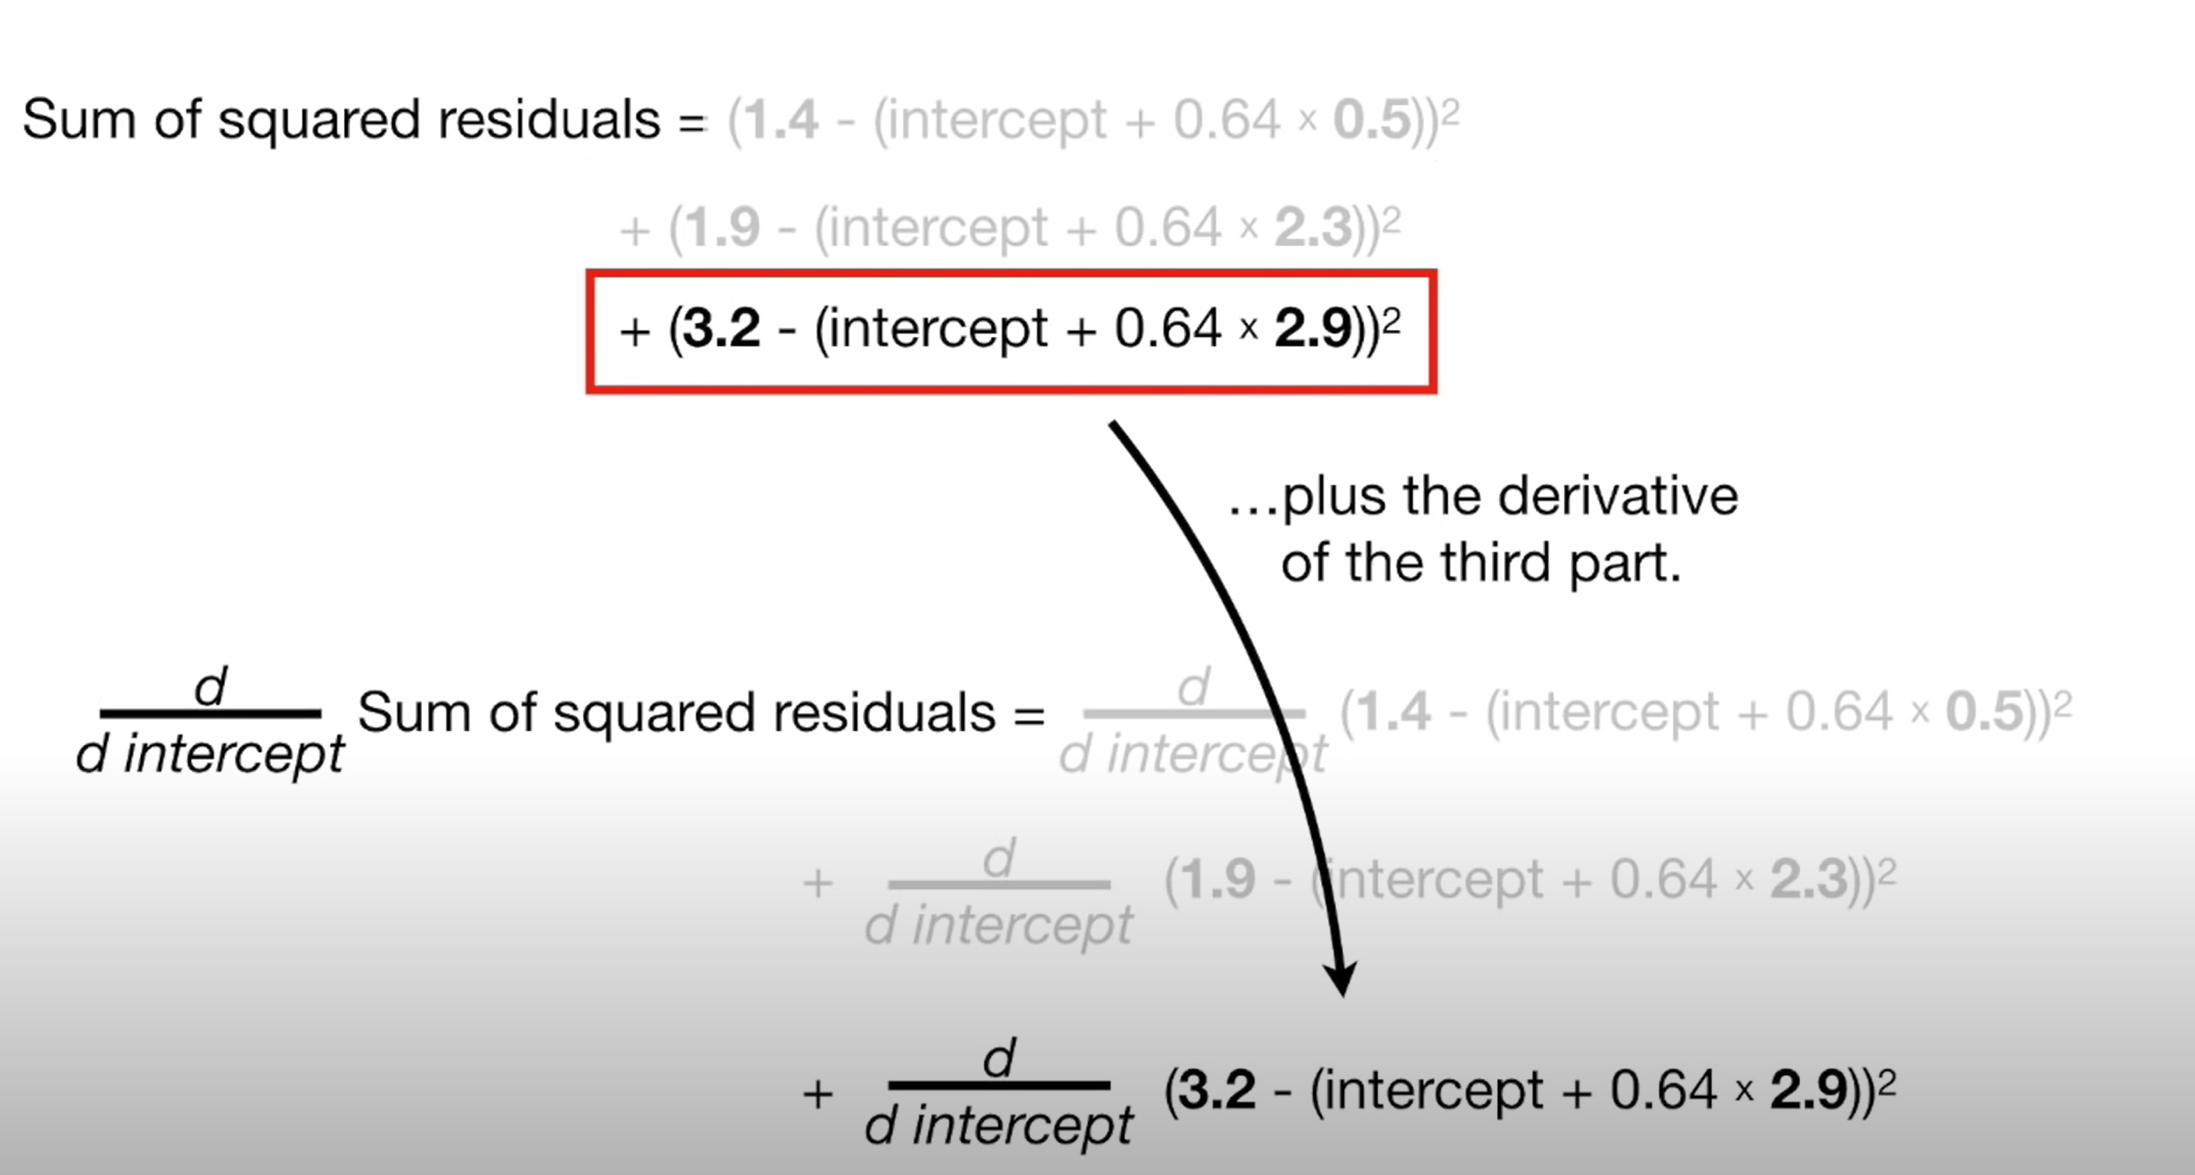 Sum of squared residuals = (1.4 - (intercept + 0.64 × 0.5))²
+ (1.9 - (intercept + 0.64 × 2.3))²
+ (3.2 - (intercept + 0.64 × 2.9))²
...plus the derivative
of the third part.
d
d intercept
Sum of squared residuals =
d
d intercept
(1.4 - (intercept + 0.64 × 0.5))²
+
d
d intercept
(1.9 - (intercept + 0.64 × 2.3))²
+
d
d intercept
(3.2 - (intercept + 0.64 × 2.9))²